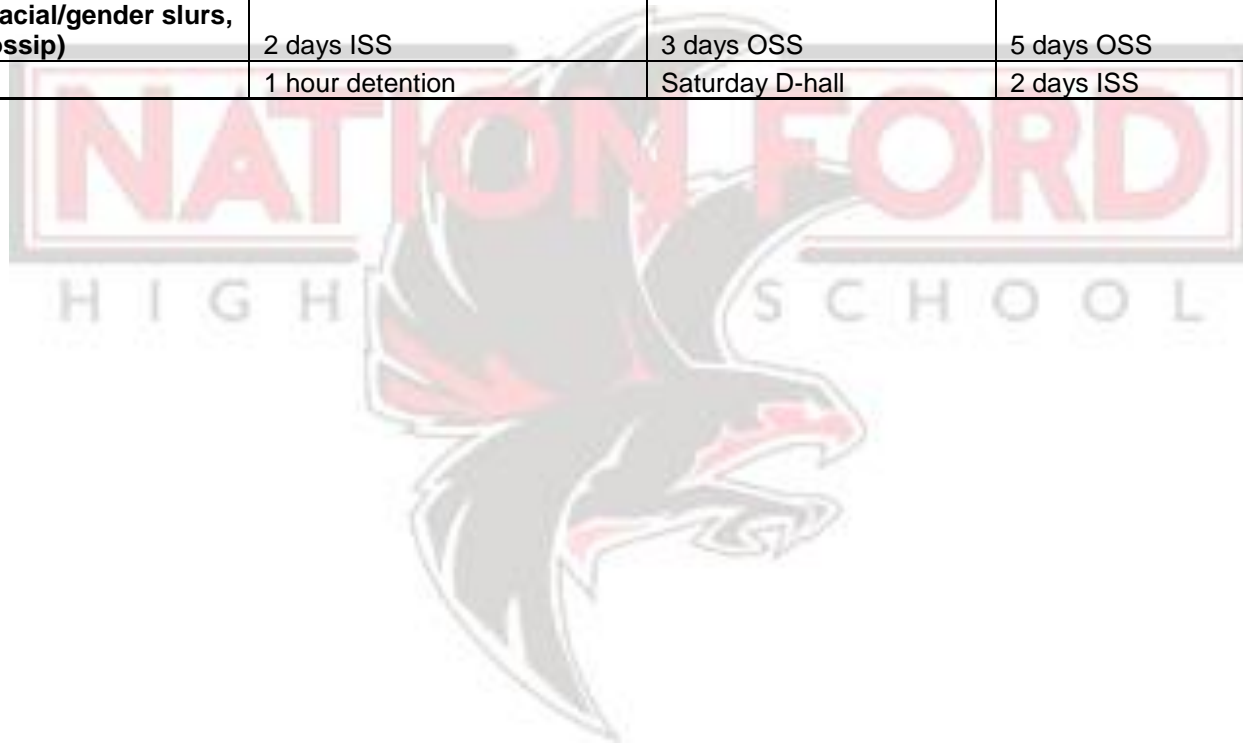 acial/gender slurs,
ossip) 2 days ISS 3 days OSS 5 days OSS
1 hour detention Saturday D-hall 2 days ISS
NATION FORD
HIGH SCHOOL